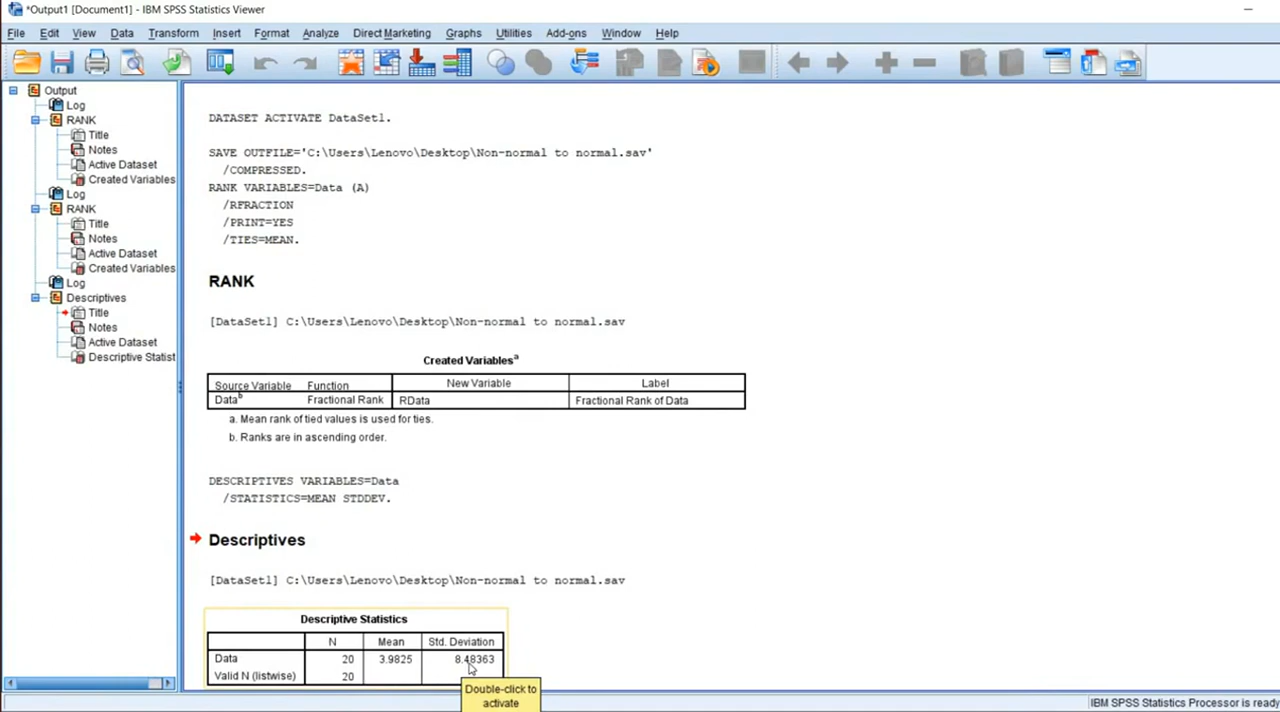 *Output1 [Document1] - IBM SPSS Statistics Viewer
File Edit View Data Transform Insert Format Analyze Direct Marketing Graphs Utilities Add-ons Window Help
Output
Log
RANK
Title
Notes
Active Dataset
Created Variables
Log
RANK
Title
Notes
Active Dataset
Created Variables
Log
Descriptives
Title
Notes
Active Dataset
Descriptive Statist
DATASET ACTIVATE DataSet1.
SAVE OUTFILE='C:\Users\Lenovo\Desktop\Non-normal to normal.sav'
/COMPRESSED.
RANK VARIABLES=Data (A)
/RFRACTION
/PRINT=YES
/TIES=MEAN.
RANK
[DataSet1] C:\Users\Lenovo\Desktop\Non-normal to normal.sav
Created Variablesa
Source Variable Function New Variable Label
Datab Fractional Rank RData Fractional Rank of Data
a. Mean rank of tied values is used for ties.
b. Ranks are in ascending order.
DESCRIPTIVES VARIABLES=Data
/STATISTICS=MEAN STDDEV.
Descriptives
[DataSet1] C:\Users\Lenovo\Desktop\Non-normal to normal.sav
Descriptive Statistics
N Mean Std. Deviation
Data 20 3.9825 8.48363
Valid N (listwise) 20
Double-click to
activate
IBM SPSS Statistics Processor is ready